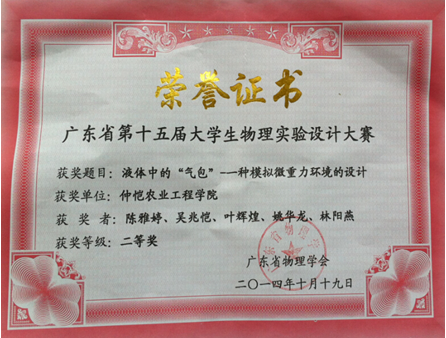 荣誉证书
广东省第十五届大学生物理实验设计大赛
获奖题目：液体中的“气包”-一种模拟微重力环境的设计
获奖单位：仲恺农业工程学院
获 奖 者：陈雅婷、吴兆恺、叶辉煌、姚华龙、林阳燕
获奖等级：二等奖
广东省物理学会
二〇一四年十月十九日